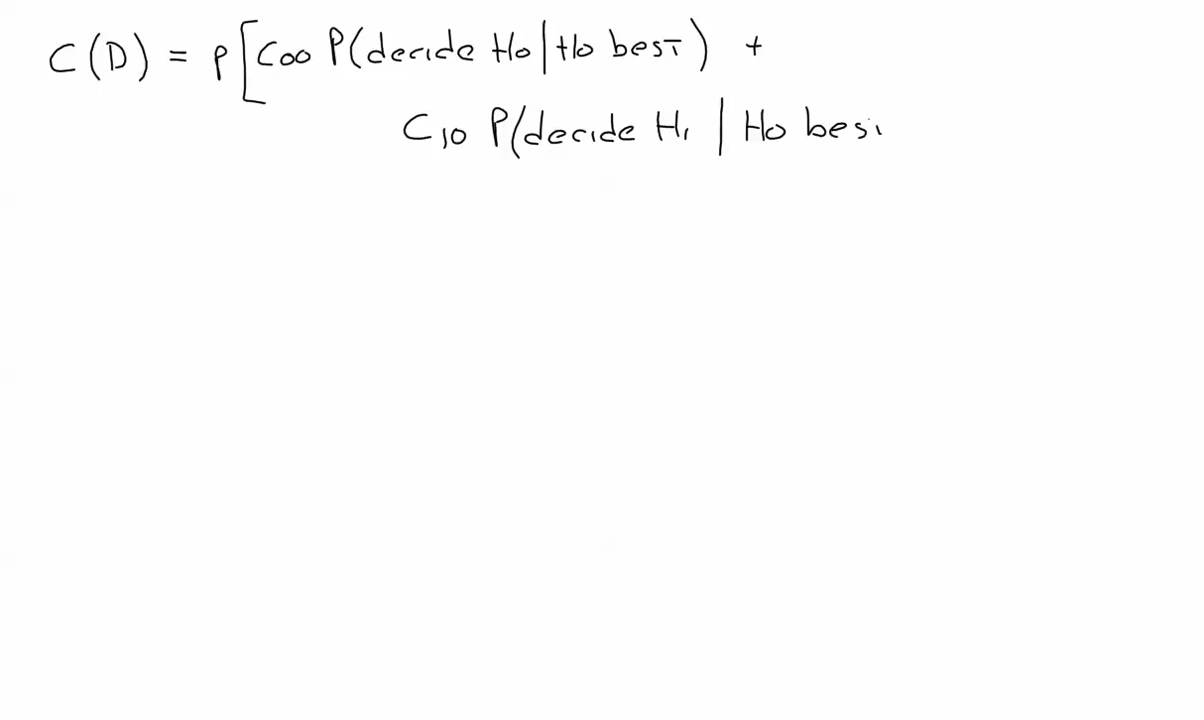 C(D) = p[C00 P(decide H0|H0 best) +
C10 P(decide H1 | H0 bes